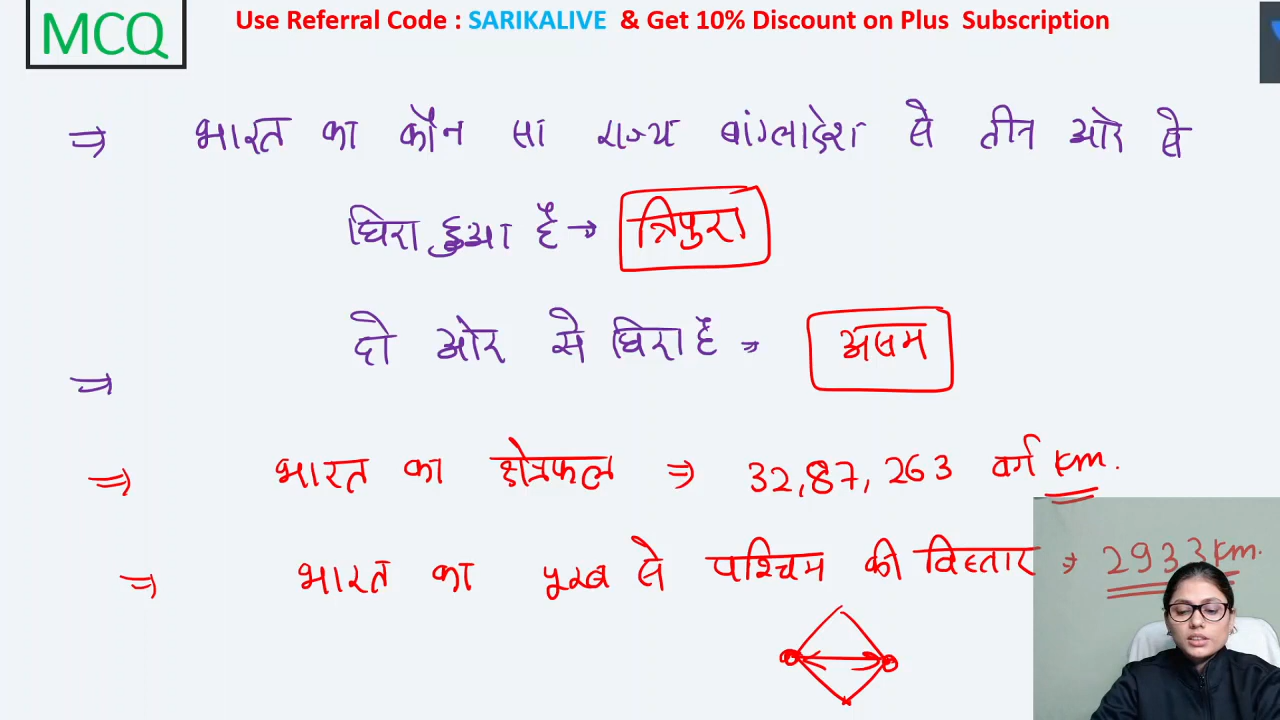 Use Referral Code : SARIKALIVE & Get 10% Discount on Plus Subscription
MCQ
⇒ भारत का कौन सा राज्य बांग्लादेश से तीन ओर से
घिरा हुआ है → त्रिपुरा
दो ओर से घिरा है → असम
⇒
⇒ भारत का क्षेत्रफल ⇒ 32,87,263 वर्ग km.
⇒ भारत का पूरब से पश्चिम की विस्तार → 2933 km.